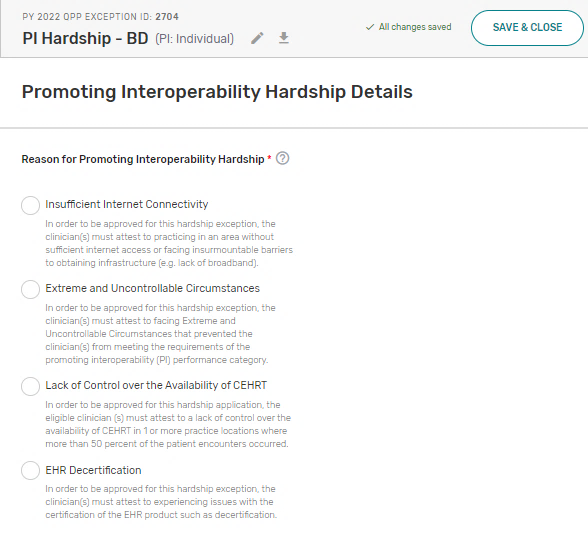 PY 2022 QPP EXCEPTION ID: 2704
PI Hardship - BD (PI: Individual)
All changes saved
SAVE & CLOSE
Promoting Interoperability Hardship Details
Reason for Promoting Interoperability Hardship * ?
Insufficient Internet Connectivity
In order to be approved for this hardship exception, the
clinician(s) must attest to practicing in an area without
sufficient internet access or facing insurmountable barriers
to obtaining infrastructure (e.g. lack of broadband).
Extreme and Uncontrollable Circumstances
In order to be approved for this hardship exception, the
clinician(s) must attest to facing Extreme and
Uncontrollable Circumstances that prevented the
clinician(s) from meeting the requirements of the
promoting interoperability (PI) performance category.
Lack of Control over the Availability of CEHRT
In order to be approved for this hardship application, the
eligible clinician (s) must attest to a lack of control over the
availability of CEHRT in 1 or more practice locations where
more than 50 percent of the patient encounters occurred.
EHR Decertification
In order to be approved for this hardship exception, the
clinician(s) must attest to experiencing issues with the
certification of the EHR product such as decertification.